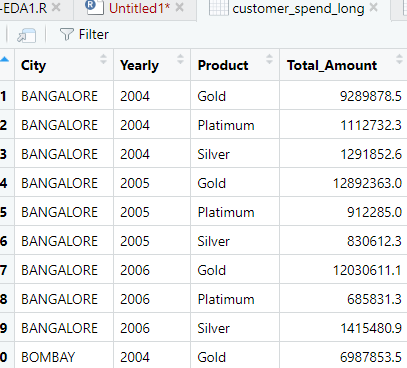 -EDA1.R Untitled1* customer_spend_long
Filter
City Yearly Product Total_Amount
1 BANGALORE 2004 Gold 9289878.5
2 BANGALORE 2004 Platimum 1112732.3
3 BANGALORE 2004 Silver 1291852.6
4 BANGALORE 2005 Gold 12892363.0
5 BANGALORE 2005 Platimum 912285.0
6 BANGALORE 2005 Silver 830612.3
7 BANGALORE 2006 Gold 12030611.1
8 BANGALORE 2006 Platimum 685831.3
9 BANGALORE 2006 Silver 1415480.9
0 BOMBAY 2004 Gold 6987853.5